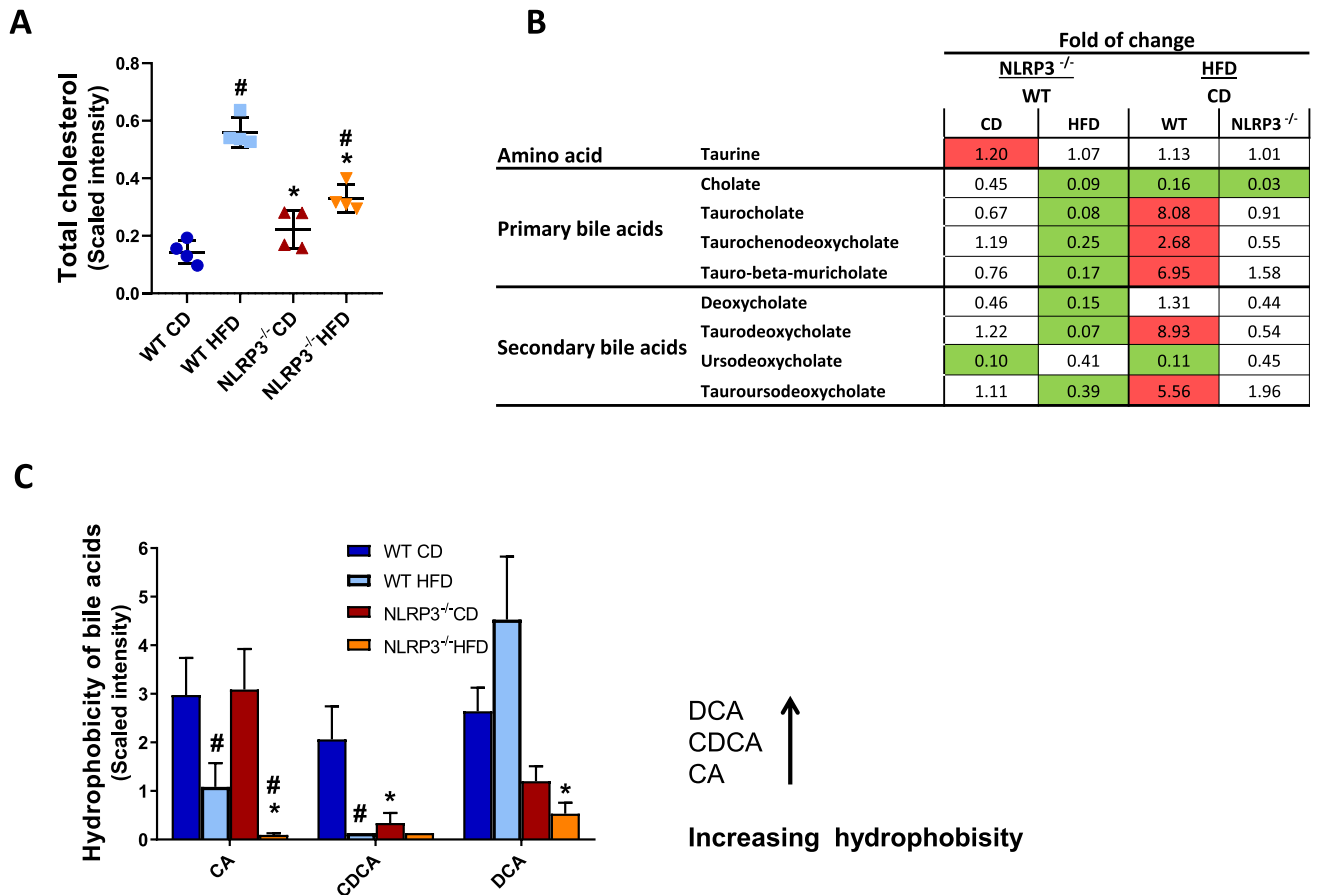 A
Total cholesterol
(Scaled intensity)
0.8
0.6
0.4
0.2
0.0
#
*
#
*
WT CD
WT HFD
NLRP3-/-CD
NLRP3-/-HFD
B
Fold of change
NLRP3 -/- HFD
WT CD
CD HFD WT NLRP3 -/-
Amino acid Taurine 1.20 1.07 1.13 1.01
Primary bile acids
Cholate 0.45 0.09 0.16 0.03
Taurocholate 0.67 0.08 8.08 0.91
Taurochenodeoxycholate 1.19 0.25 2.68 0.55
Tauro-beta-muricholate 0.76 0.17 6.95 1.58
Secondary bile acids
Deoxycholate 0.46 0.15 1.31 0.44
Taurodeoxycholate 1.22 0.07 8.93 0.54
Ursodeoxycholate 0.10 0.41 0.11 0.45
Tauroursodeoxycholate 1.11 0.39 5.56 1.96
C
Hydrophobicity of bile acids
(Scaled intensity)
6
5
4
3
2
1
0
WT CD
WT HFD
NLRP3-/-CD
NLRP3-/-HFD
#
#
*
#
*
*
CA
CDCA
DCA
DCA
CDCA
CA
Increasing hydrophobisity